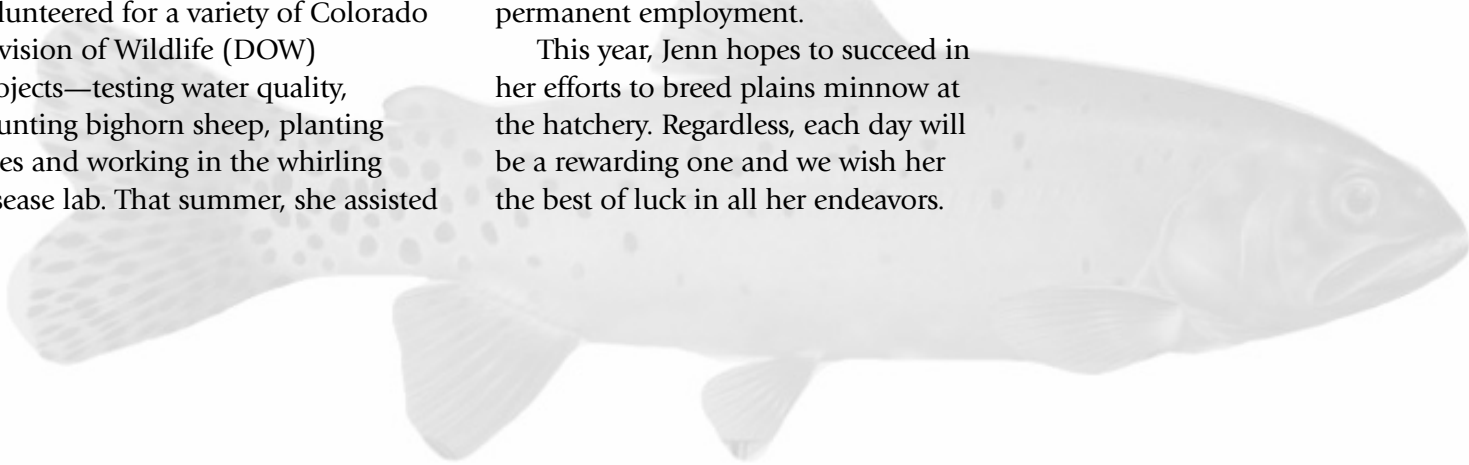 lunteered for a variety of Colorado
vision of Wildlife (DOW)
ojects—testing water quality,
unting bighorn sheep, planting
es and working in the whirling
sease lab. That summer, she assisted
permanent employment.
This year, Jenn hopes to succeed in
her efforts to breed plains minnow at
the hatchery. Regardless, each day will
be a rewarding one and we wish her
the best of luck in all her endeavors.